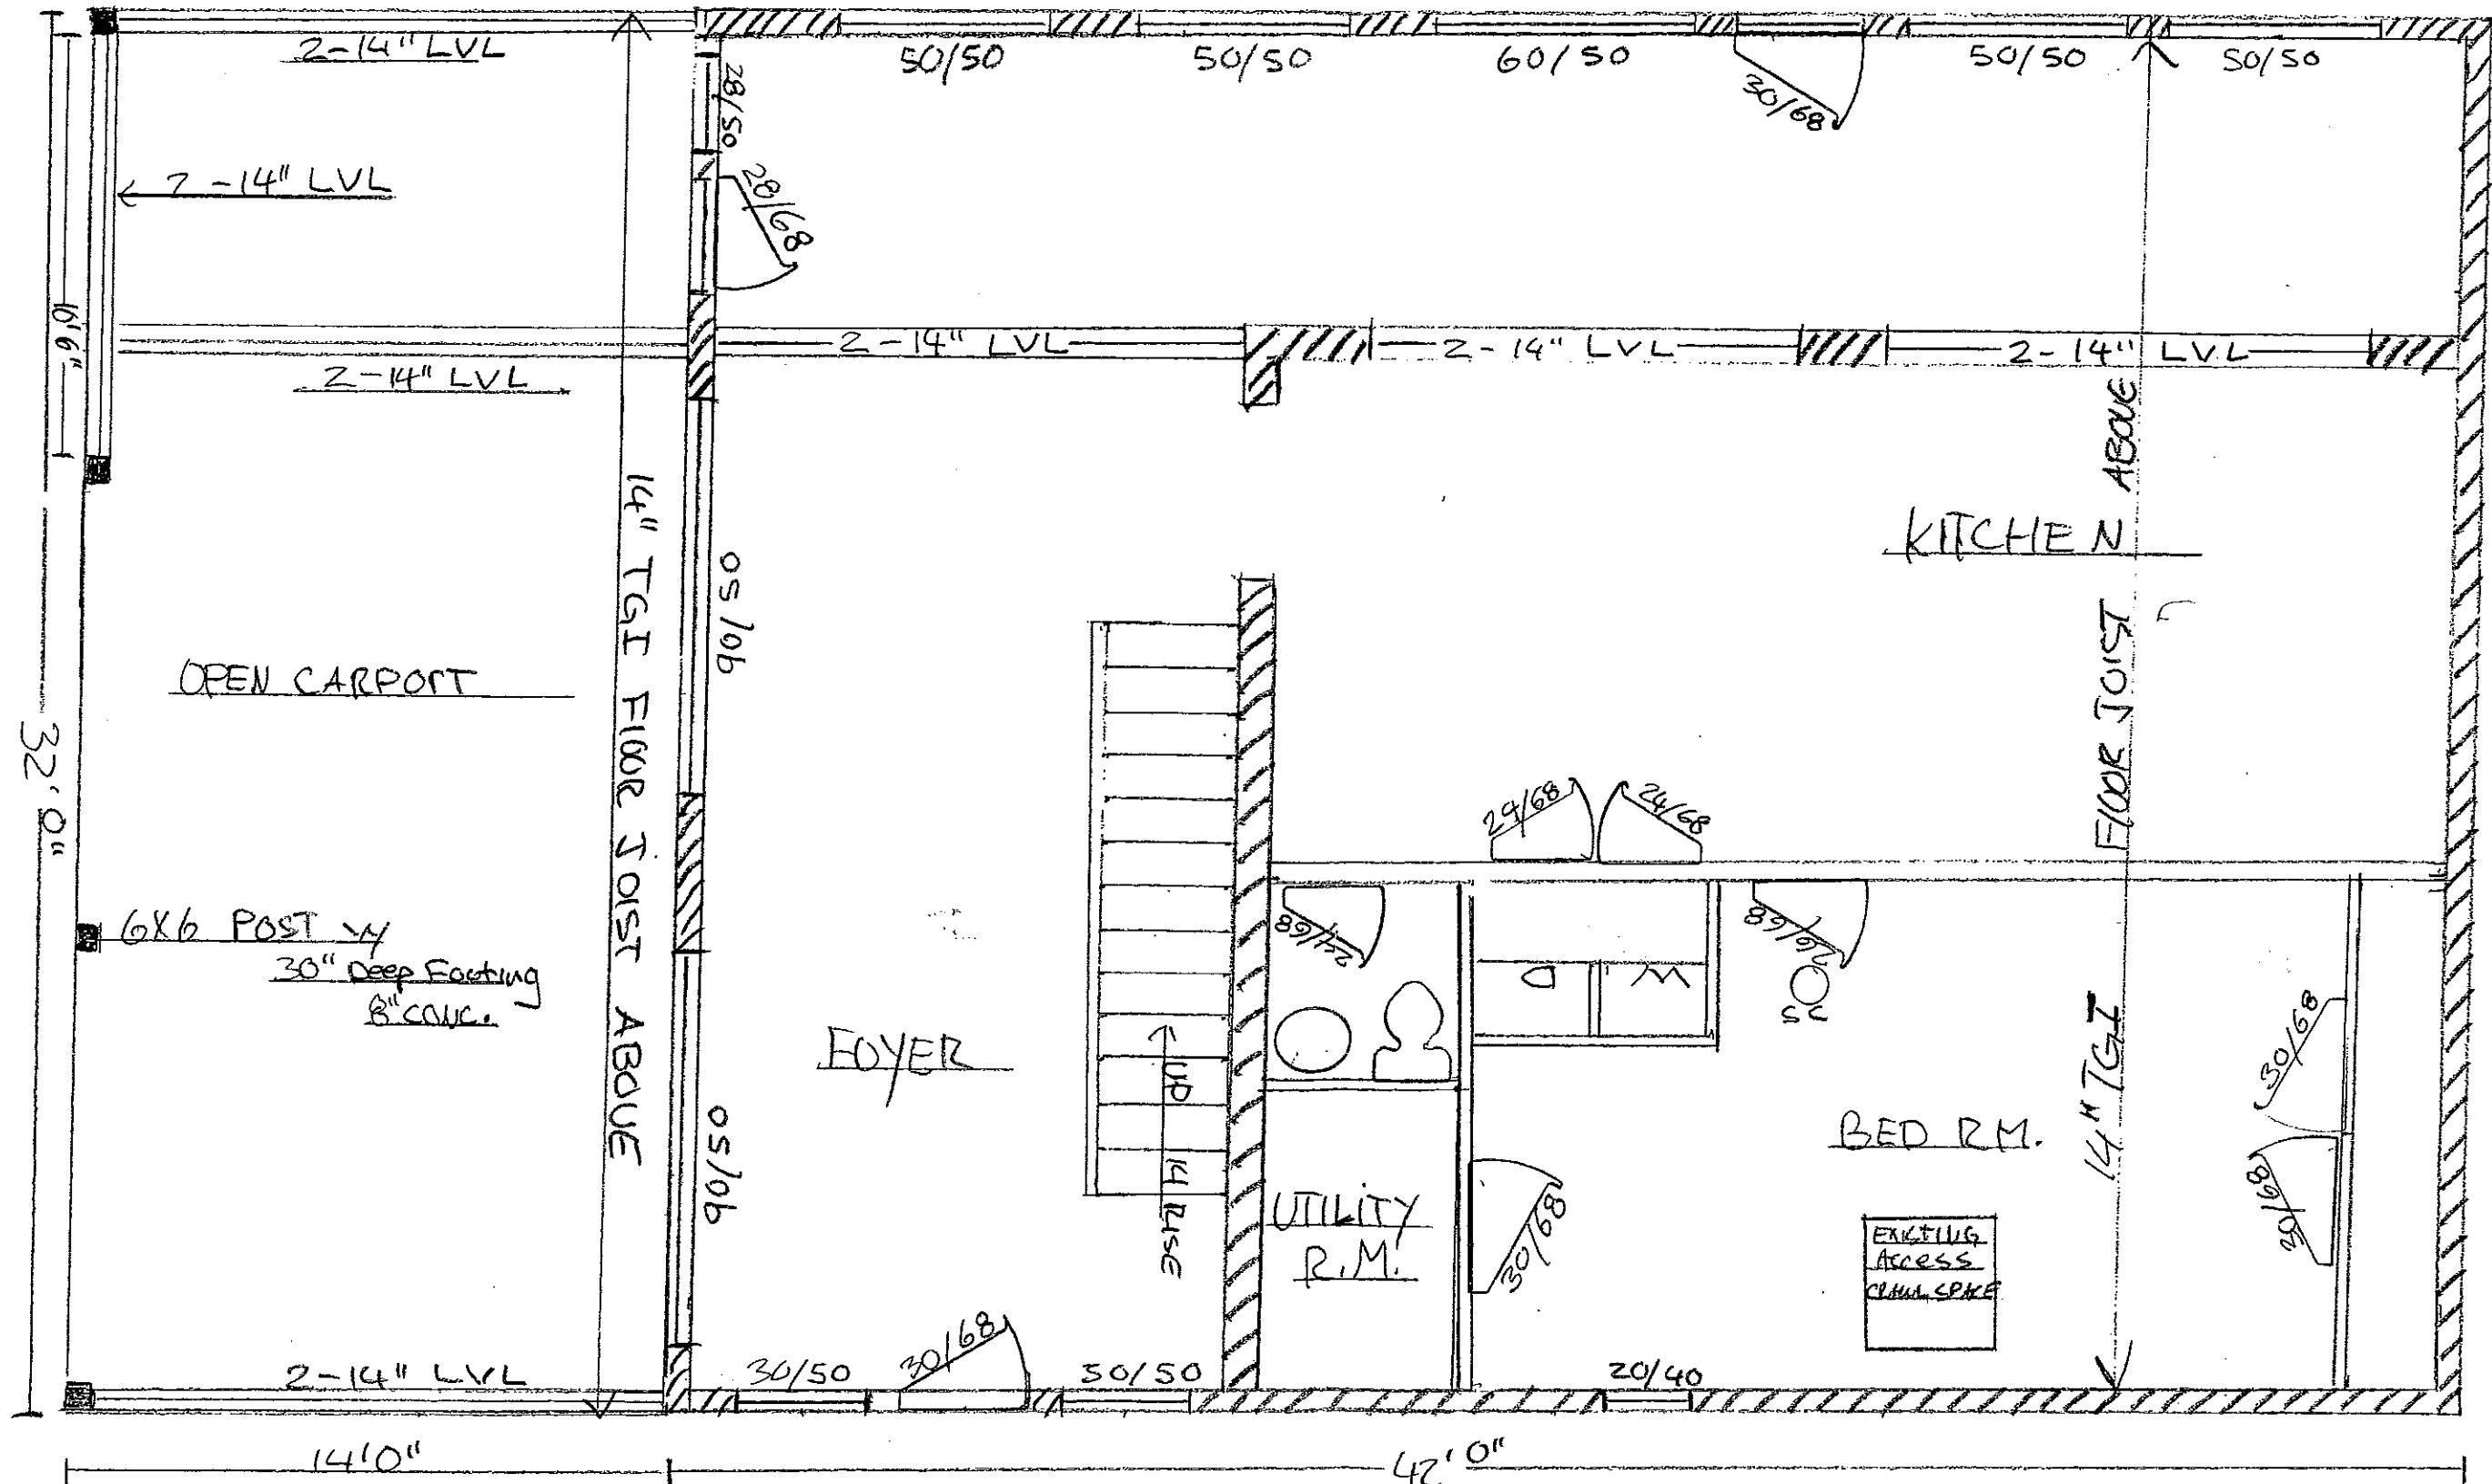 2-14" LVL
50/50
50/50
60/50
30/68
50/50
50/50
28/50
2-14" LVL
28/68
10'6"
2-14" LVL
2-14" LVL
2-14" LVL
2-14" LVL
14" TGI FLOOR JOIST ABOVE
90/50
KITCHEN
14" TGI FLOOR JOIST ABOVE
OPEN CARPORT
32'0"
24/68
24/68
6X6 POST W/
30" Deep Footing
8" CONC.
24/68
D
W
26/68
FOYER
UP 14 RISE
30/68
BED RM.
90/50
UTILITY
R.M.
30/68
30/68
EXISTING
ACCESS
CRAWL SPACE
2-14" LVL
30/50
30/68
30/50
20/40
14'0"
42'0"